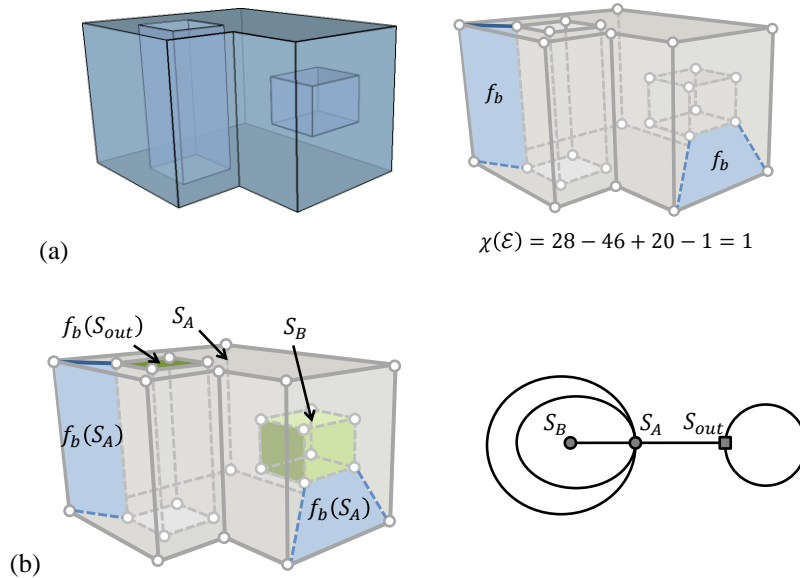 f_b
f_b
(a)
χ(ℰ) = 28 − 46 + 20 − 1 = 1
f_b(S_out)
S_A
S_B
f_b(S_A)
f_b(S_A)
S_B
S_A
S_out
(b)